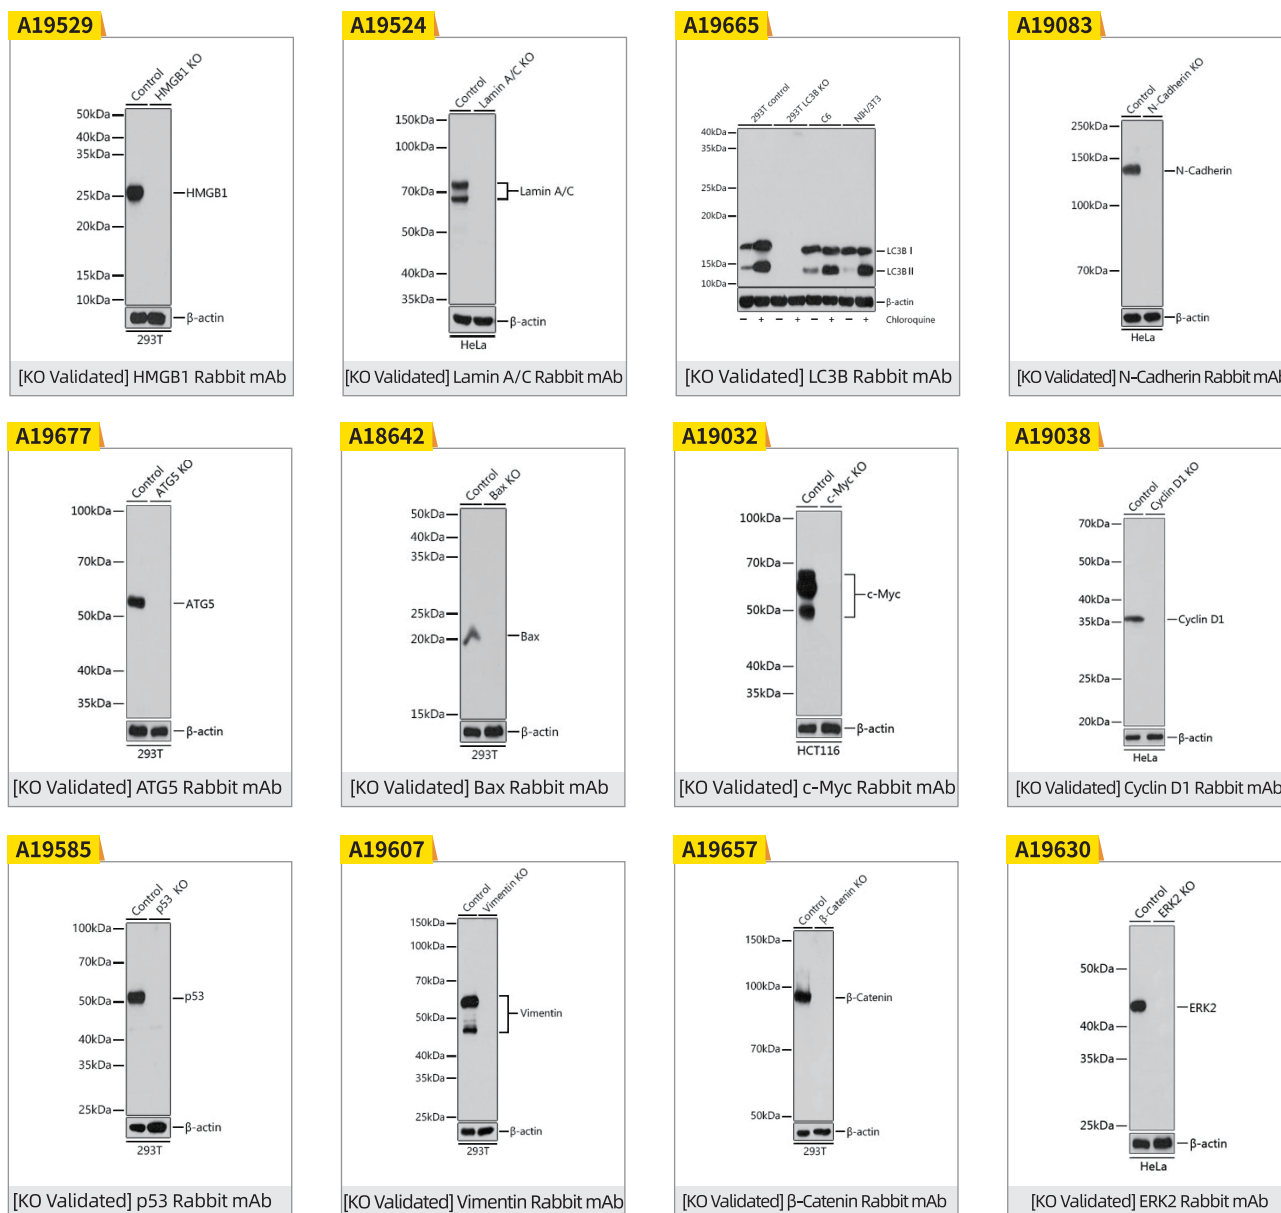 A19529
Control
HMGB1 KO
50kDa
40kDa
35kDa
25kDa
20kDa
15kDa
10kDa
HMGB1
β-actin
293T
[KO Validated] HMGB1 Rabbit mAb
A19524
Control
Lamin A/C KO
150kDa
100kDa
70kDa
50kDa
40kDa
35kDa
Lamin A/C
β-actin
HeLa
[KO Validated] Lamin A/C Rabbit mAb
A19665
293T control
293T LC3B KO
C6
NIH/3T3
40kDa
35kDa
25kDa
20kDa
15kDa
10kDa
LC3B I
LC3B II
β-actin
- + - + - + - + Chloroquine
[KO Validated] LC3B Rabbit mAb
A19083
Control
N-Cadherin KO
250kDa
150kDa
100kDa
70kDa
N-Cadherin
β-actin
HeLa
[KO Validated] N-Cadherin Rabbit mAb
A19677
Control
ATG5 KO
100kDa
70kDa
50kDa
40kDa
35kDa
ATG5
β-actin
293T
[KO Validated] ATG5 Rabbit mAb
A18642
Control
Bax KO
50kDa
40kDa
35kDa
25kDa
20kDa
15kDa
Bax
β-actin
293T
[KO Validated] Bax Rabbit mAb
A19032
Control
c-Myc KO
100kDa
70kDa
50kDa
40kDa
35kDa
c-Myc
β-actin
HCT116
[KO Validated] c-Myc Rabbit mAb
A19038
Control
Cyclin D1 KO
70kDa
50kDa
40kDa
35kDa
25kDa
20kDa
Cyclin D1
β-actin
HeLa
[KO Validated] Cyclin D1 Rabbit mAb
A19585
Control
p53 KO
100kDa
70kDa
50kDa
40kDa
35kDa
25kDa
p53
β-actin
293T
[KO Validated] p53 Rabbit mAb
A19607
Control
Vimentin KO
150kDa
100kDa
70kDa
50kDa
40kDa
35kDa
25kDa
Vimentin
β-actin
293T
[KO Validated] Vimentin Rabbit mAb
A19657
Control
β-Catenin KO
150kDa
100kDa
70kDa
50kDa
β-Catenin
β-actin
293T
[KO Validated] β-Catenin Rabbit mAb
A19630
Control
ERK2 KO
50kDa
40kDa
35kDa
25kDa
ERK2
β-actin
HeLa
[KO Validated] ERK2 Rabbit mAb